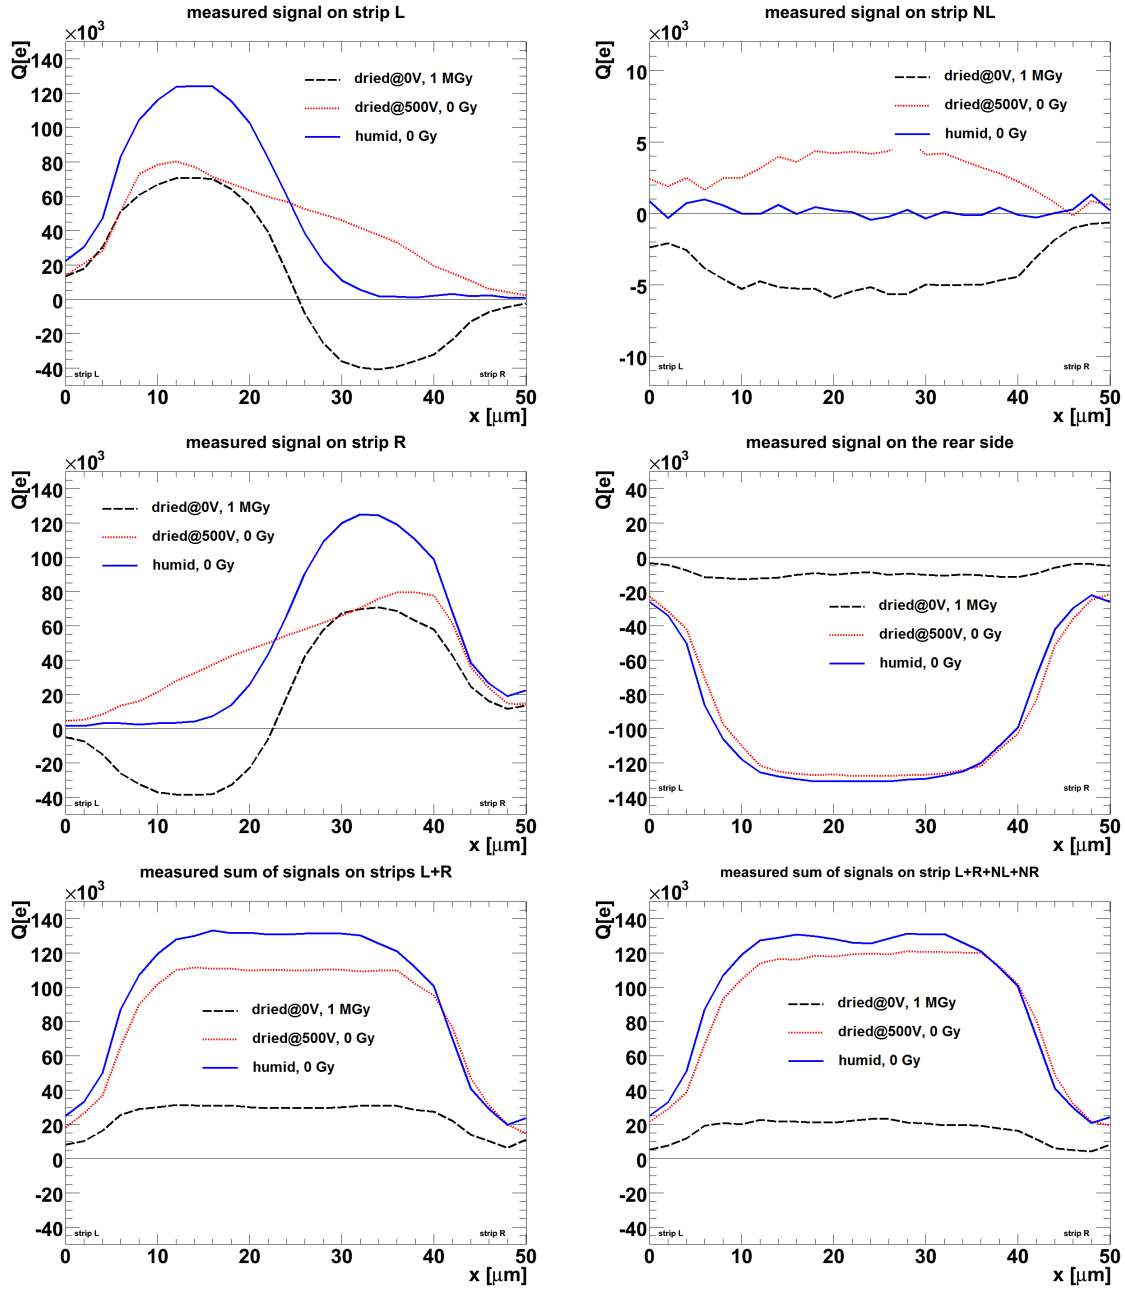 measured signal on strip L
×10³
Q[e]
140
120
100
80
60
40
20
0
-20
-40
dried@0V, 1 MGy
dried@500V, 0 Gy
humid, 0 Gy
strip L
strip R
0 10 20 30 40 50
x [μm]
measured signal on strip NL
×10³
Q[e]
10
5
0
-5
-10
dried@0V, 1 MGy
dried@500V, 0 Gy
humid, 0 Gy
strip L
strip R
0 10 20 30 40 50
x [μm]
measured signal on strip R
×10³
Q[e]
140
120
100
80
60
40
20
0
-20
-40
dried@0V, 1 MGy
dried@500V, 0 Gy
humid, 0 Gy
strip L
strip R
0 10 20 30 40 50
x [μm]
measured signal on the rear side
×10³
Q[e]
40
20
0
-20
-40
-60
-80
-100
-120
-140
dried@0V, 1 MGy
dried@500V, 0 Gy
humid, 0 Gy
strip L
strip R
0 10 20 30 40 50
x [μm]
measured sum of signals on strips L+R
×10³
Q[e]
140
120
100
80
60
40
20
0
-20
-40
dried@0V, 1 MGy
dried@500V, 0 Gy
humid, 0 Gy
strip L
strip R
0 10 20 30 40 50
x [μm]
measured sum of signals on strip L+R+NL+NR
×10³
Q[e]
140
120
100
80
60
40
20
0
-20
-40
dried@0V, 1 MGy
dried@500V, 0 Gy
humid, 0 Gy
strip L
strip R
0 10 20 30 40 50
x [μm]